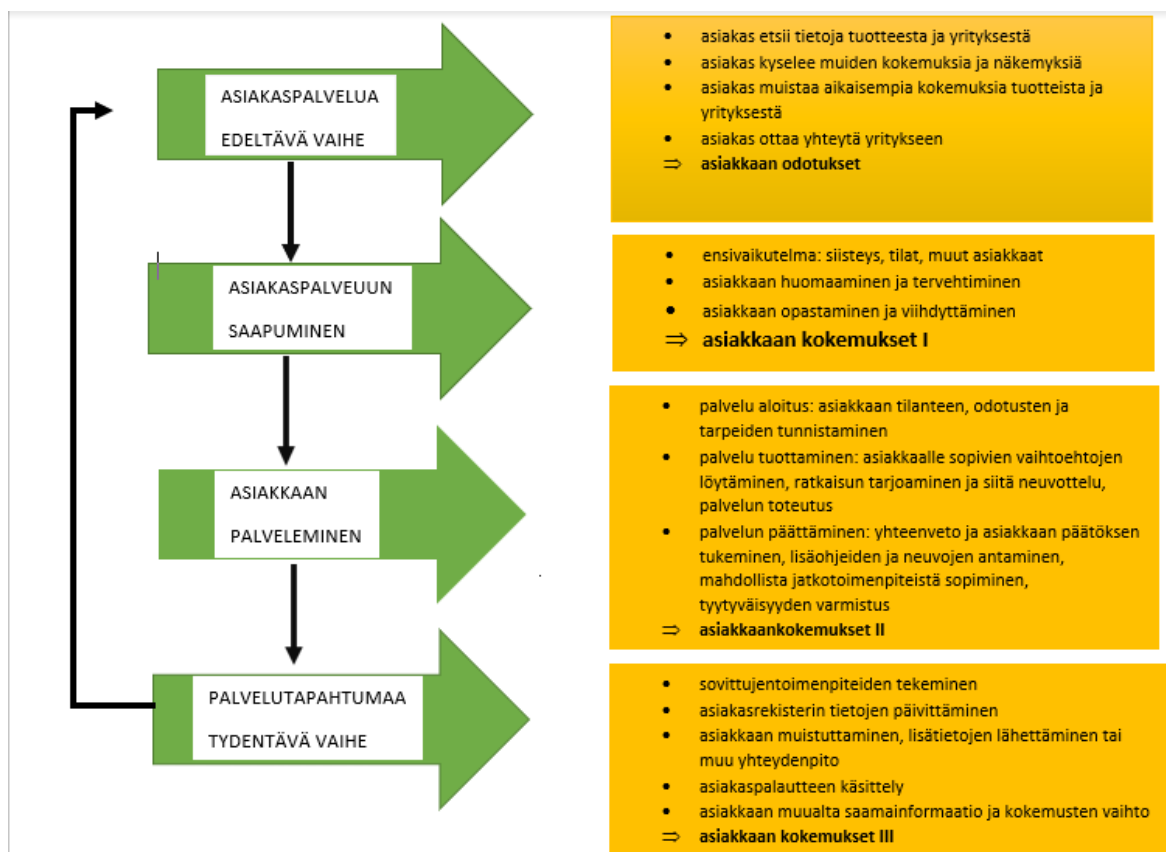 ASIAKASPALVELUA
EDELTÄVÄ VAIHE
• asiakas etsii tietoja tuotteesta ja yrityksestä
• asiakas kyselee muiden kokemuksia ja näkemyksiä
• asiakas muistaa aikaisempia kokemuksia tuotteista ja
yrityksestä
• asiakas ottaa yhteytä yritykseen
⇒ asiakkaan odotukset
ASIAKASPALVEUUN
SAAPUMINEN
• ensivaikutelma: siisteys, tilat, muut asiakkaat
• asiakkaan huomaaminen ja tervehtiminen
• asiakkaan opastaminen ja viihdyttäminen
⇒ asiakkaan kokemukset I
ASIAKKAAN
PALVELEMINEN
• palvelu aloitus: asiakkaan tilanteen, odotusten ja
tarpeiden tunnistaminen
• palvelu tuottaminen: asiakkaalle sopivien vaihtoehtojen
löytäminen, ratkaisun tarjoaminen ja siitä neuvottelu,
palvelun toteutus
• palvelun päättäminen: yhteenveto ja asiakkaan päätöksen
tukeminen, lisäohjeiden ja neuvojen antaminen,
mahdollista jatkotoimenpiteistä sopiminen,
tyytyväisyyden varmistus
⇒ asiakkaankokemukset II
PALVELUTAPAHTUMAA
TYDENTÄVÄ VAIHE
• sovittujentoimenpiteiden tekeminen
• asiakasrekisterin tietojen päivittäminen
• asiakkaan muistuttaminen, lisätietojen lähettäminen tai
muu yhteydenpito
• asiakaspalautteen käsittely
• asiakkaan muualta saamainformaatio ja kokemusten vaihto
⇒ asiakkaan kokemukset III